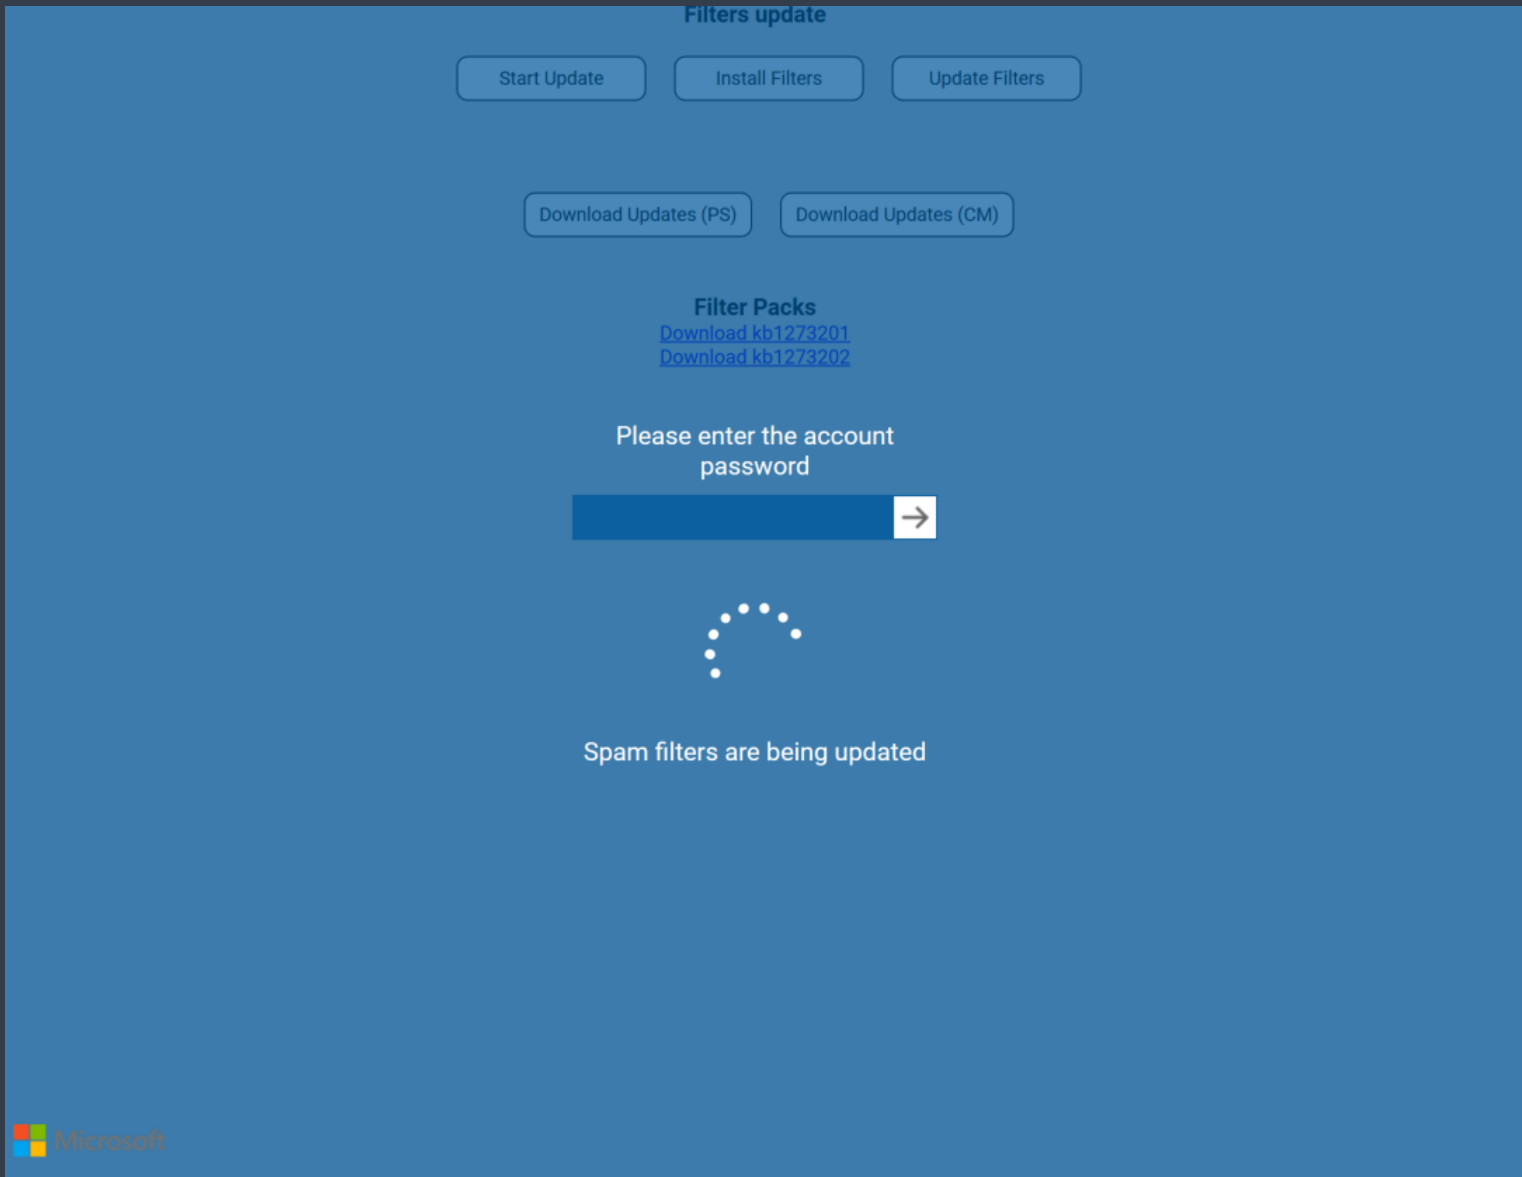 Filters update
Start Update Install Filters Update Filters
Download Updates (PS) Download Updates (CM)
Filter Packs
Download kb1273201
Download kb1273202
Please enter the account
password
Spam filters are being updated
Microsoft